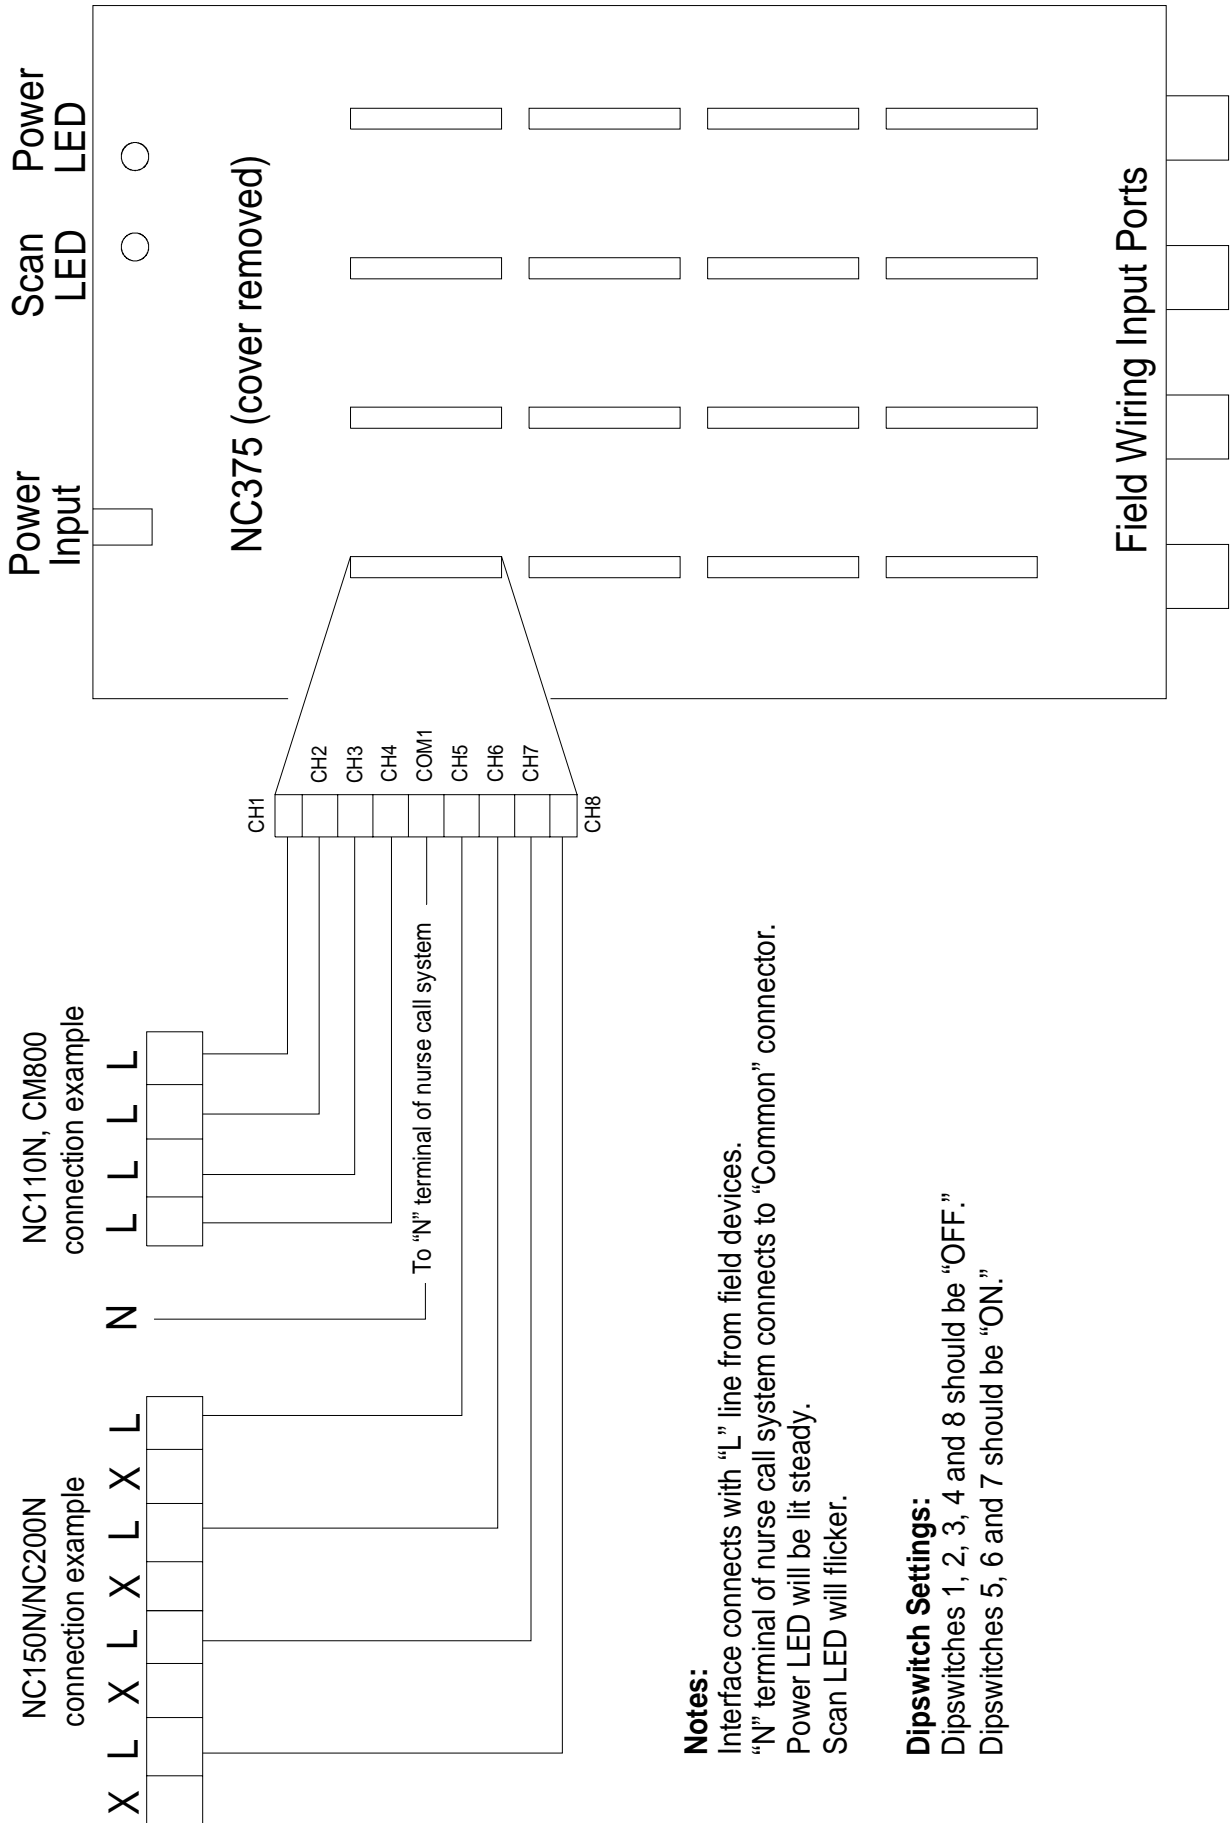 NC150N/NC200N
connection example
X L X L X L X L
N
NC110N, CM800
connection example
L L L L
Power
Input
Scan
LED
Power
LED
NC375 (cover removed)
CH1
CH2
CH3
CH4
COM1
CH5
CH6
CH7
CH8
To “N” terminal of nurse call system
Field Wiring Input Ports
Notes:
Interface connects with “L” line from field devices.
“N” terminal of nurse call system connects to “Common” connector.
Power LED will be lit steady.
Scan LED will flicker.
Dipswitch Settings:
Dipswitches 1, 2, 3, 4 and 8 should be “OFF.”
Dipswitches 5, 6 and 7 should be “ON.”